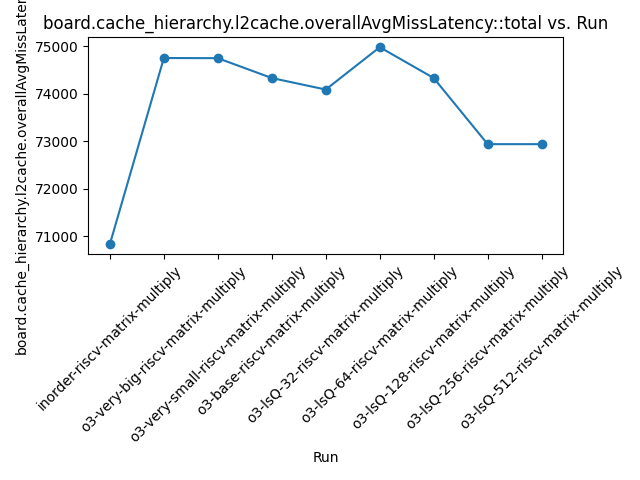 board.cache_hierarchy.l2cache.overallAvgMissLatency::total vs. Run
board.cache_hierarchy.l2cache.overallAvgMissLater
75000
74000
73000
72000
71000
inorder-riscv-matrix-multiply
o3-very-big-riscv-matrix-multiply
o3-very-small-riscv-matrix-multiply
o3-base-riscv-matrix-multiply
o3-lsQ-32-riscv-matrix-multiply
o3-lsQ-64-riscv-matrix-multiply
o3-lsQ-128-riscv-matrix-multiply
o3-lsQ-256-riscv-matrix-multiply
o3-lsQ-512-riscv-matrix-multiply
Run